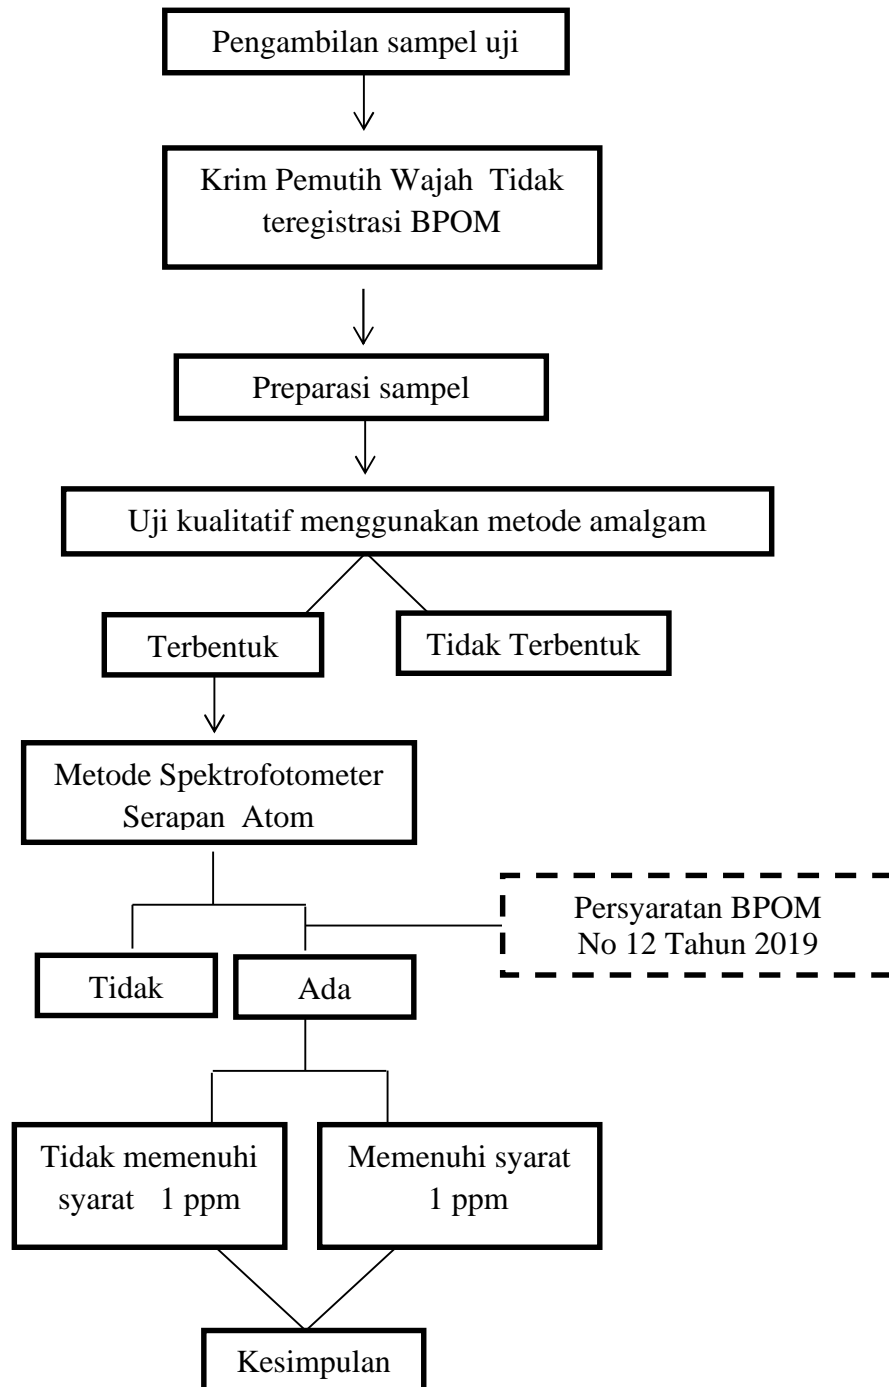 Pengambilan sampel uji
Krim Pemutih Wajah Tidak
teregistrasi BPOM
Preparasi sampel
Uji kualitatif menggunakan metode amalgam
Terbentuk
Tidak Terbentuk
Metode Spektrofotometer
Serapan Atom
Persyaratan BPOM
No 12 Tahun 2019
Tidak
Ada
Tidak memenuhi
syarat 1 ppm
Memenuhi syarat
1 ppm
Kesimpulan